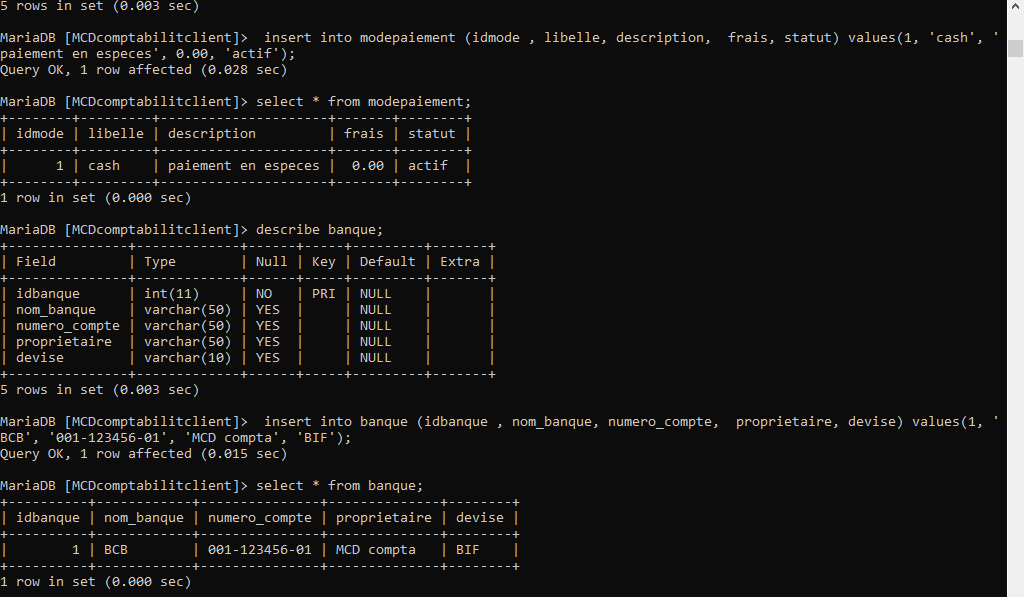 5 rows in set (0.003 sec)

MariaDB [MCDcomptabilitclient]>  insert into modepaiement (idmode , libelle, description,  frais, statut) values(1, 'cash', '
paiement en especes', 0.00, 'actif');
Query OK, 1 row affected (0.028 sec)

MariaDB [MCDcomptabilitclient]> select * from modepaiement;
+--------+---------+---------------------+-------+--------+
| idmode | libelle | description         | frais | statut |
+--------+---------+---------------------+-------+--------+
|      1 | cash    | paiement en especes |  0.00 | actif  |
+--------+---------+---------------------+-------+--------+
1 row in set (0.000 sec)

MariaDB [MCDcomptabilitclient]> describe banque;
+---------------+-------------+------+-----+---------+-------+
| Field         | Type        | Null | Key | Default | Extra |
+---------------+-------------+------+-----+---------+-------+
| idbanque      | int(11)     | NO   | PRI | NULL    |       |
| nom_banque    | varchar(50) | YES  |     | NULL    |       |
| numero_compte | varchar(50) | YES  |     | NULL    |       |
| proprietaire  | varchar(50) | YES  |     | NULL    |       |
| devise        | varchar(10) | YES  |     | NULL    |       |
+---------------+-------------+------+-----+---------+-------+
5 rows in set (0.003 sec)

MariaDB [MCDcomptabilitclient]>  insert into banque (idbanque , nom_banque, numero_compte,  proprietaire, devise) values(1, '
BCB', '001-123456-01', 'MCD compta', 'BIF');
Query OK, 1 row affected (0.015 sec)

MariaDB [MCDcomptabilitclient]> select * from banque;
+----------+------------+---------------+--------------+--------+
| idbanque | nom_banque | numero_compte | proprietaire | devise |
+----------+------------+---------------+--------------+--------+
|        1 | BCB        | 001-123456-01 | MCD compta   | BIF    |
+----------+------------+---------------+--------------+--------+
1 row in set (0.000 sec)